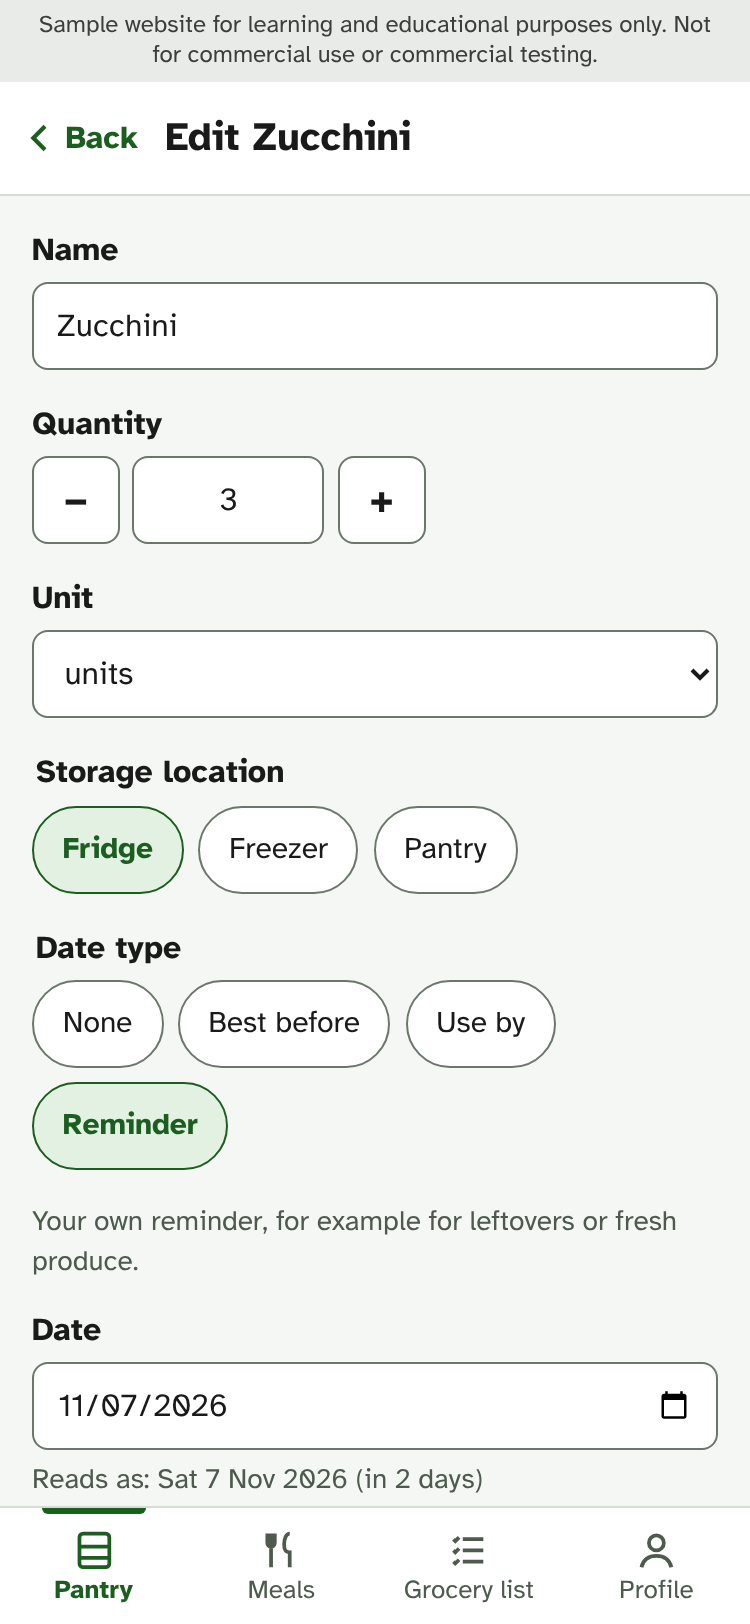 Sample website for learning and educational purposes only. Not
for commercial use or commercial testing.
Back Edit Zucchini
Name
Zucchini
Quantity
− 3 +
Unit
units
Storage location
Fridge Freezer Pantry
Date type
None Best before Use by
Reminder
Your own reminder, for example for leftovers or fresh
produce.
Date
11/07/2026
Reads as: Sat 7 Nov 2026 (in 2 days)
Pantry Meals Grocery list Profile